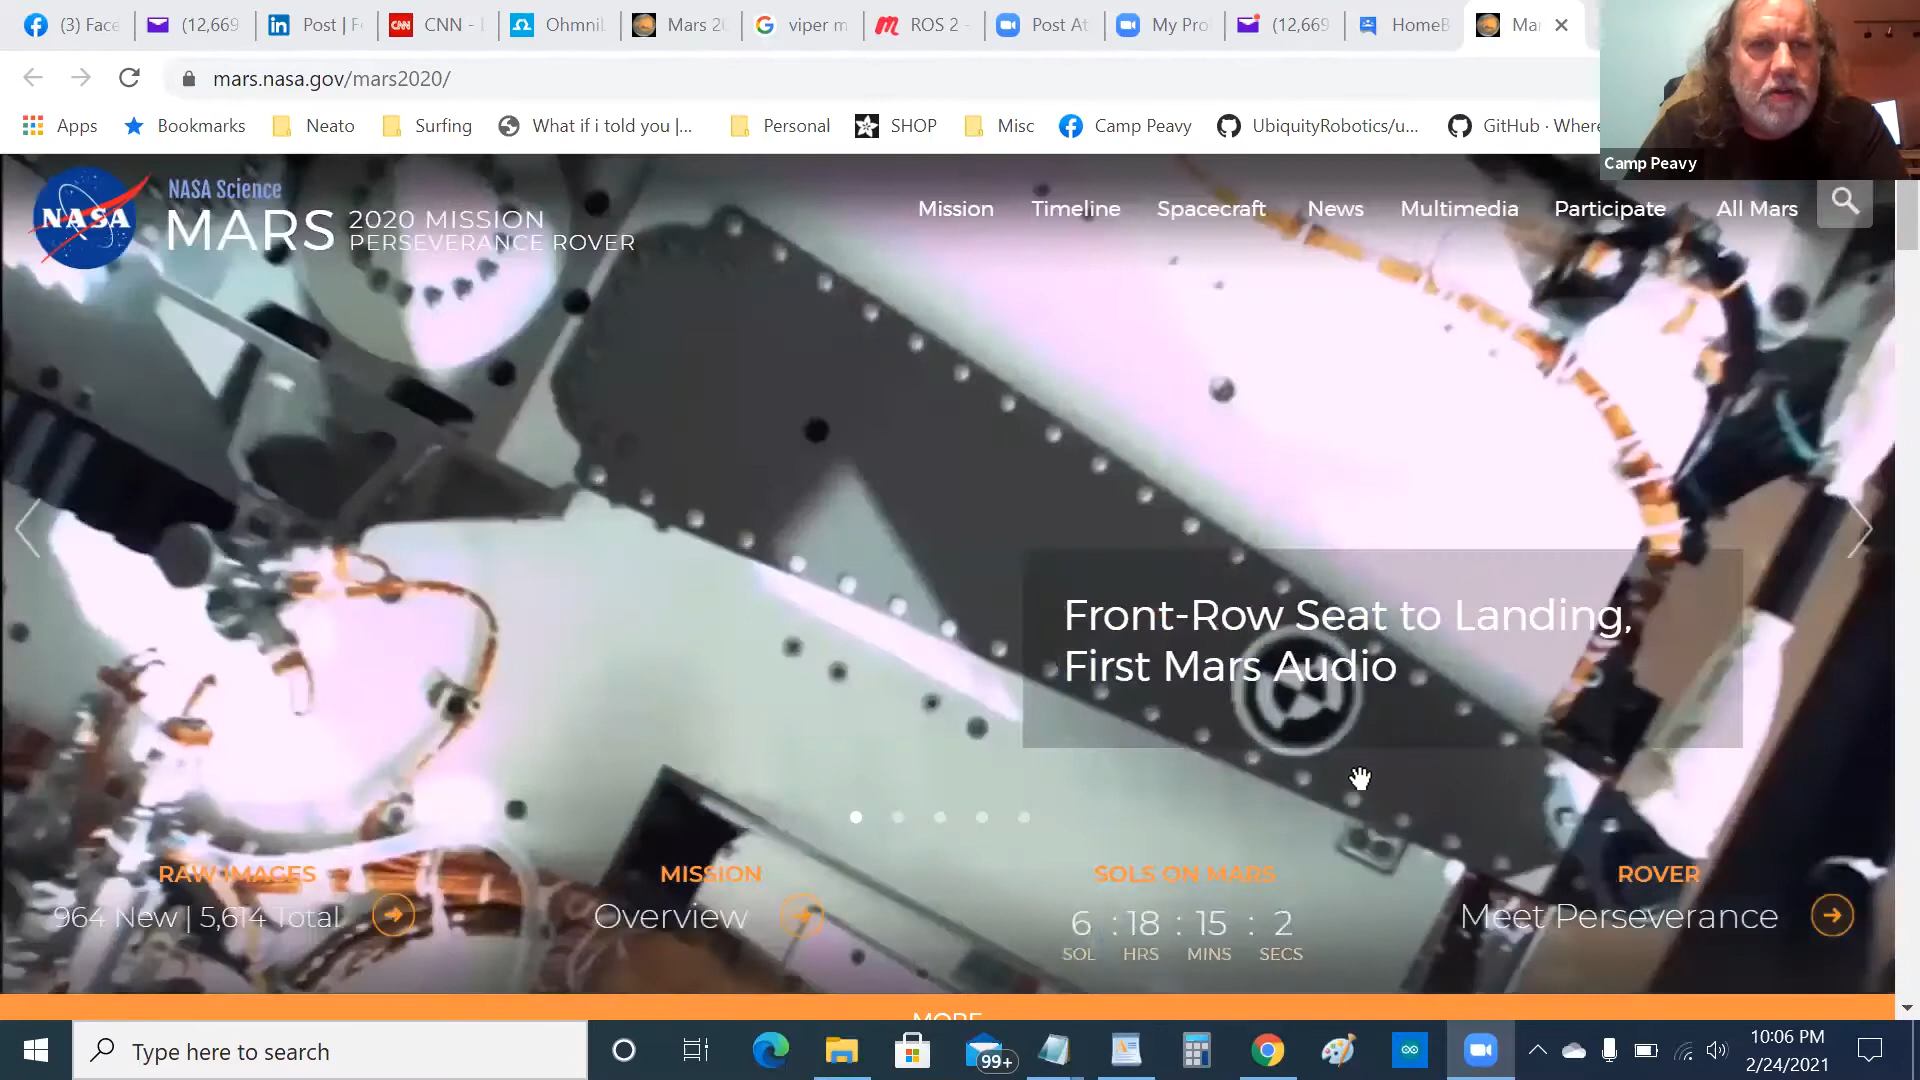 (3) Face
(12,669
Post | F
CNN
CNN -
Ohmnil
Mars 20
viper m
ROS 2 -
Post At
My Pro
(12,669
HomeB
Mar
mars.nasa.gov/mars2020/
Apps
Bookmarks
Neato
Surfing
What if i told you |...
Personal
SHOP
Misc
Camp Peavy
UbiquityRobotics/u...
GitHub · Where
Camp Peavy
NASA
NASA Science
MARS
2020 MISSION
PERSEVERANCE ROVER
Mission
Timeline
Spacecraft
News
Multimedia
Participate
All Mars
Front-Row Seat to Landing,
First Mars Audio
RAW IMAGES
964 New | 5,614 Total
MISSION
Overview
SOLS ON MARS
6 : 18 : 15 : 2
SOL HRS MINS SECS
ROVER
Meet Perseverance
MORE
Type here to search
99+
10:06 PM
2/24/2021